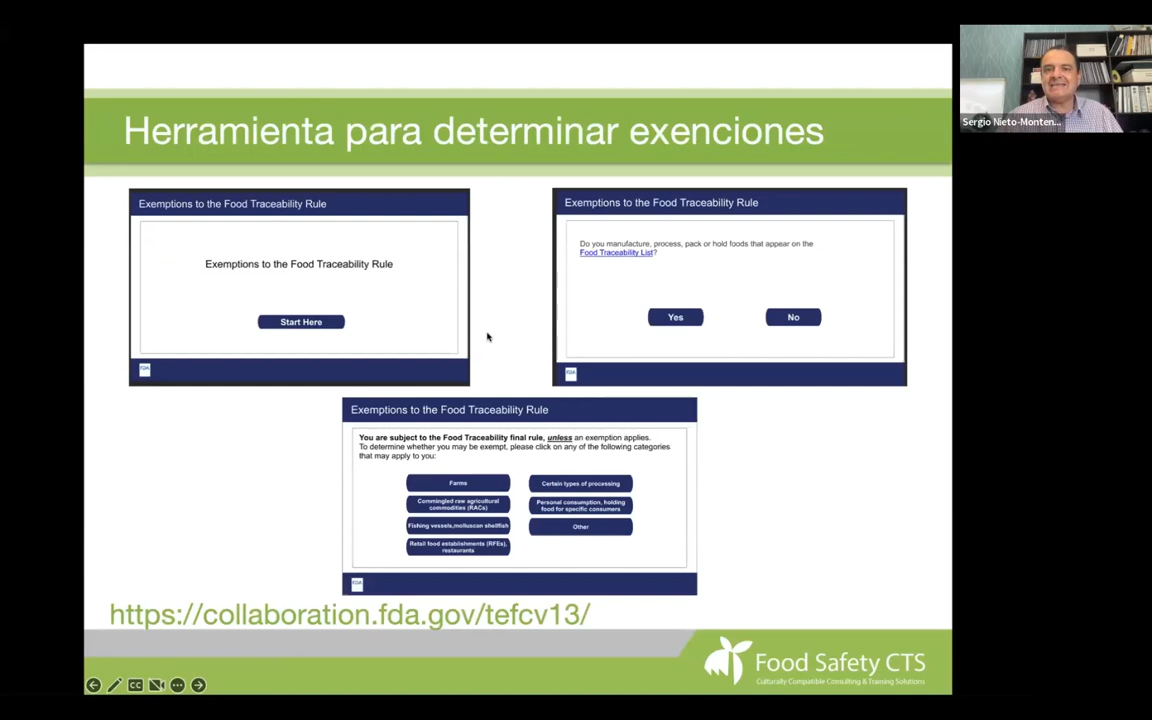 Herramienta para determinar exenciones
Sergio Nieto-Monten...
Exemptions to the Food Traceability Rule
Exemptions to the Food Traceability Rule
Start Here
FDA
Exemptions to the Food Traceability Rule
Do you manufacture, process, pack or hold foods that appear on the
Food Traceability List?
Yes
No
FDA
Exemptions to the Food Traceability Rule
You are subject to the Food Traceability final rule, unless an exemption applies.
To determine whether you may be exempt, please click on any of the following categories
that may apply to you:
Farms
Certain types of processing
Commingled raw agricultural
commodities (RACs)
Personal consumption, holding
food for specific consumers
Fishing vessels,molluscan shellfish
Other
Retail food establishments (RFEs),
restaurants
FDA
https://collaboration.fda.gov/tefcv13/
Food Safety CTS
Culturally Compatible Consulting & Training Solutions
CC